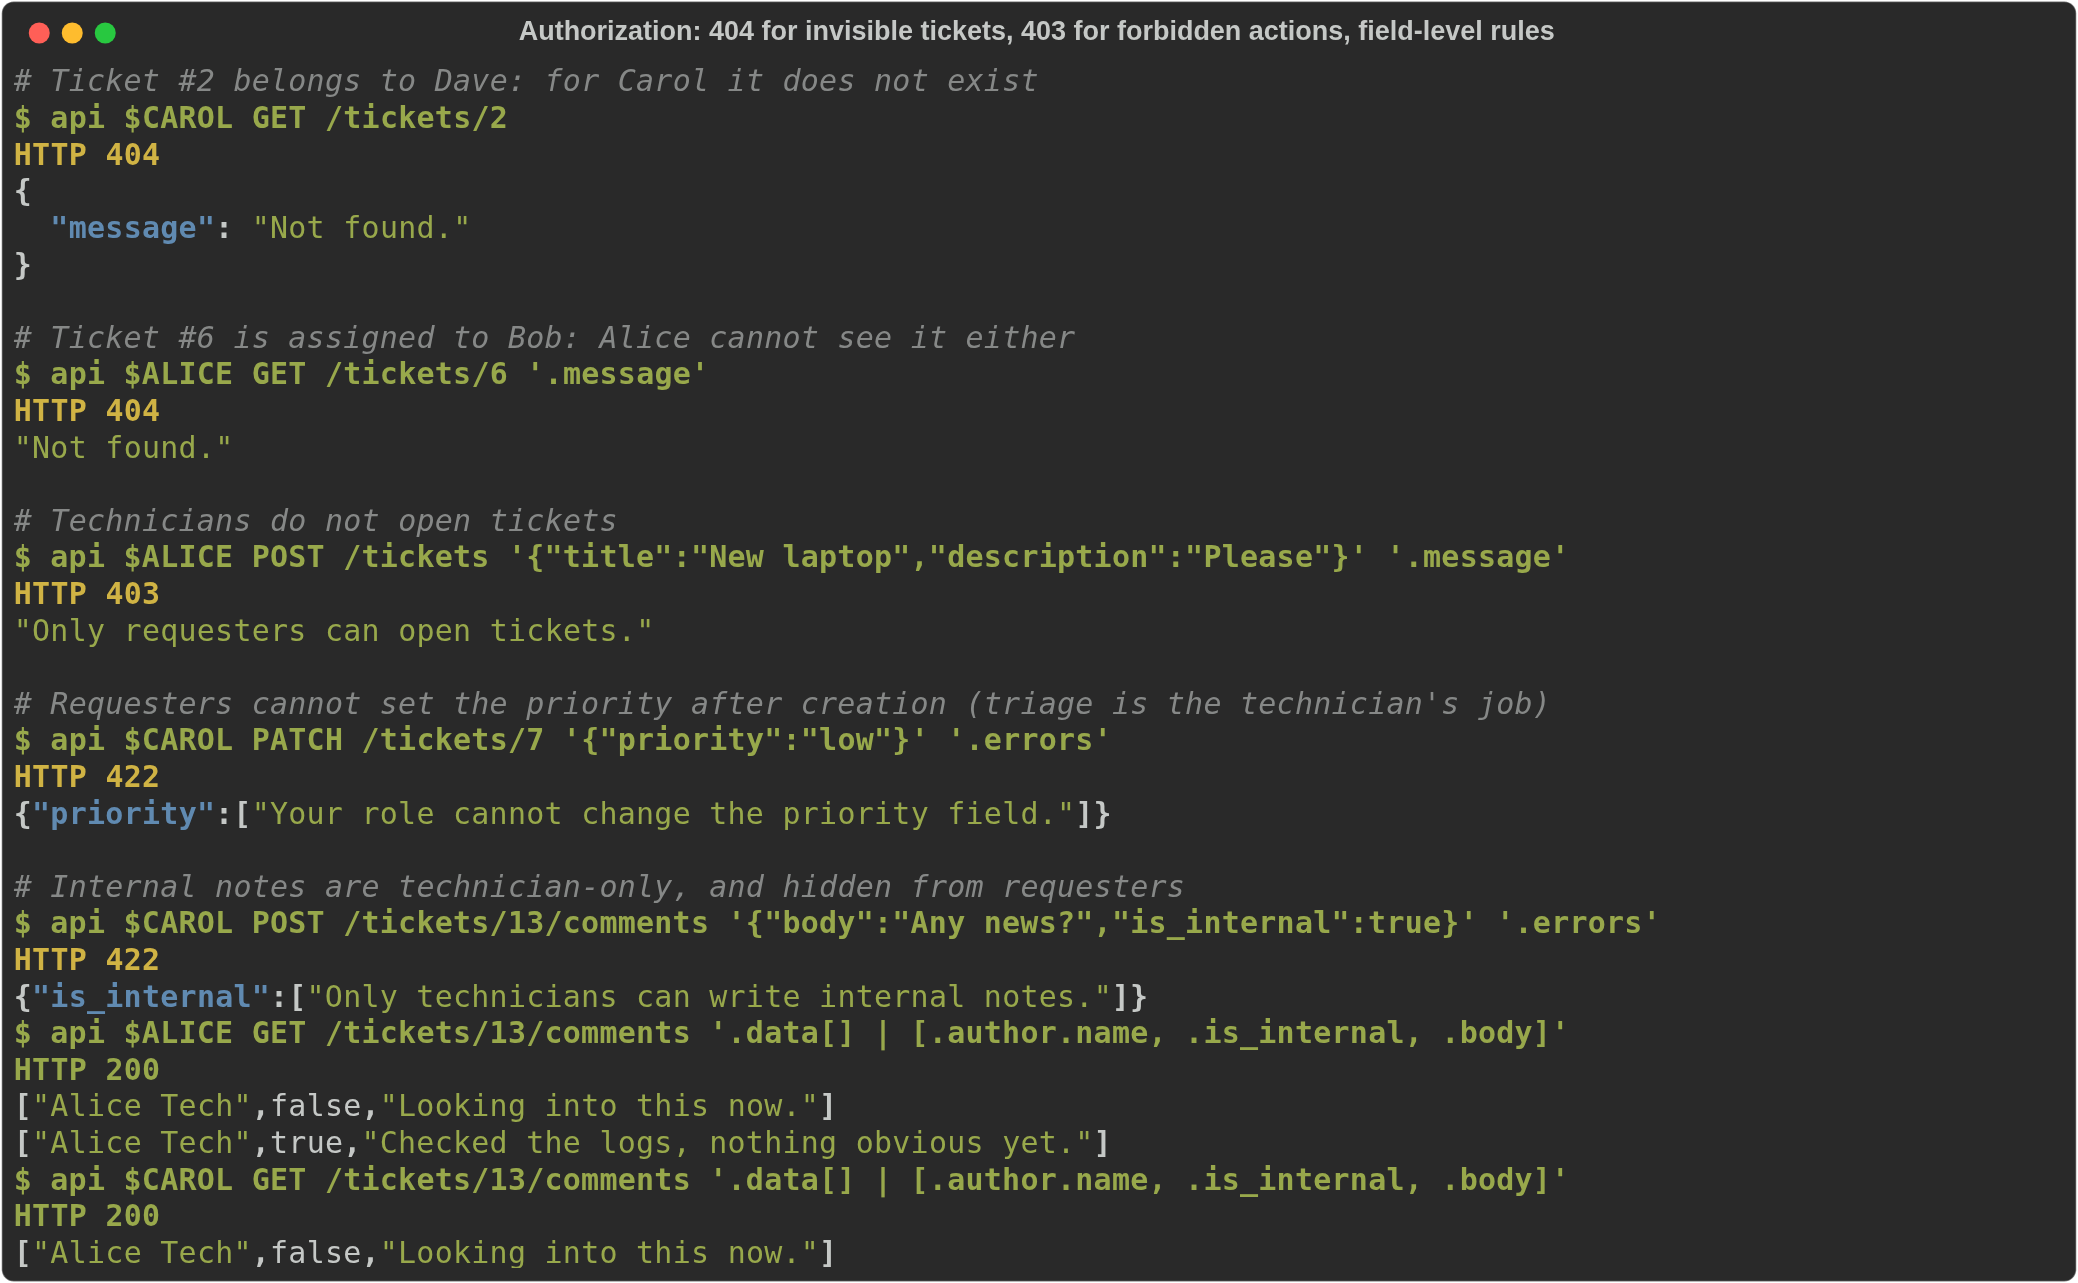 Authorization: 404 for invisible tickets, 403 for forbidden actions, field-level rules
# Ticket #2 belongs to Dave: for Carol it does not exist
$ api $CAROL GET /tickets/2
HTTP 404
{
  "message": "Not found."
}
# Ticket #6 is assigned to Bob: Alice cannot see it either
$ api $ALICE GET /tickets/6 '.message'
HTTP 404
"Not found."
# Technicians do not open tickets
$ api $ALICE POST /tickets '{"title":"New laptop","description":"Please"}' '.message'
HTTP 403
"Only requesters can open tickets."
# Requesters cannot set the priority after creation (triage is the technician's job)
$ api $CAROL PATCH /tickets/7 '{"priority":"low"}' '.errors'
HTTP 422
{"priority":["Your role cannot change the priority field."]}
# Internal notes are technician-only, and hidden from requesters
$ api $CAROL POST /tickets/13/comments '{"body":"Any news?","is_internal":true}' '.errors'
HTTP 422
{"is_internal":["Only technicians can write internal notes."]}
$ api $ALICE GET /tickets/13/comments '.data[] | [.author.name, .is_internal, .body]'
HTTP 200
["Alice Tech",false,"Looking into this now."]
["Alice Tech",true,"Checked the logs, nothing obvious yet."]
$ api $CAROL GET /tickets/13/comments '.data[] | [.author.name, .is_internal, .body]'
HTTP 200
["Alice Tech",false,"Looking into this now."]